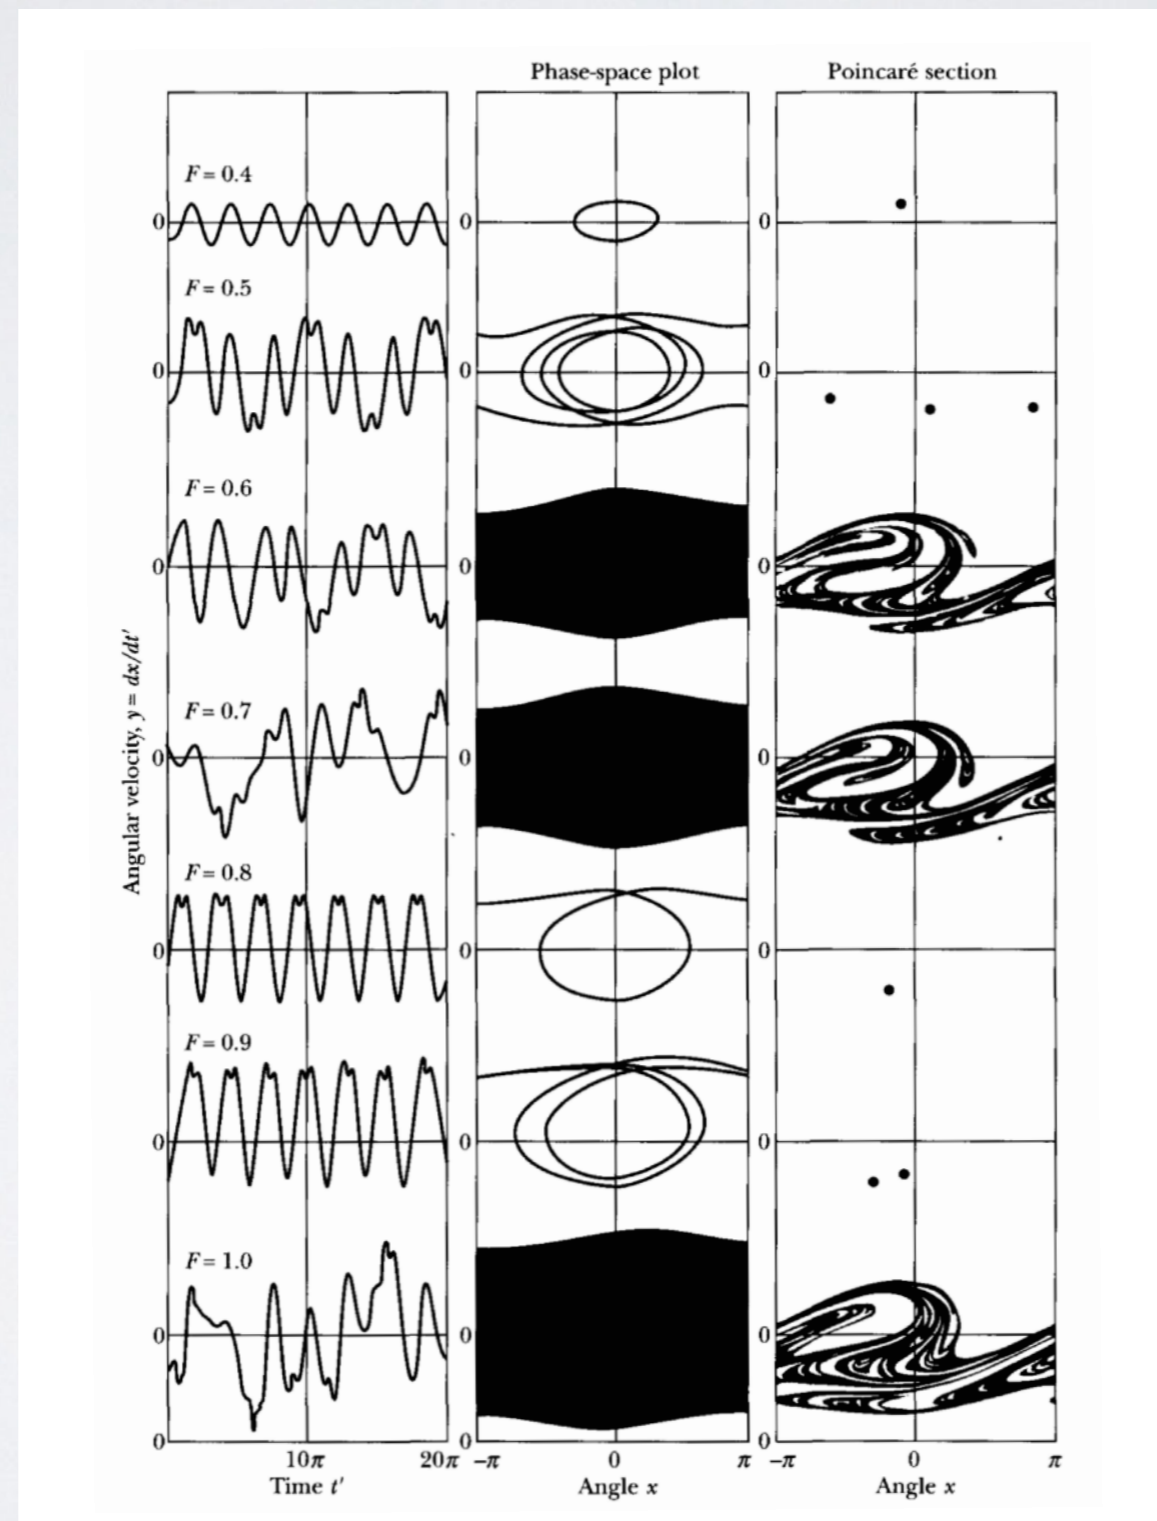 Phase-space plot
Poincaré section
F = 0.4
0
0
0
F = 0.5
0
0
0
F = 0.6
0
0
0
F = 0.7
0
0
0
F = 0.8
0
0
0
F = 0.9
0
0
0
F = 1.0
0
0
0
0
0
0
Angular velocity, y = dx/dt′
10π
20π
−π
0
π
−π
0
π
Time t′
Angle x
Angle x